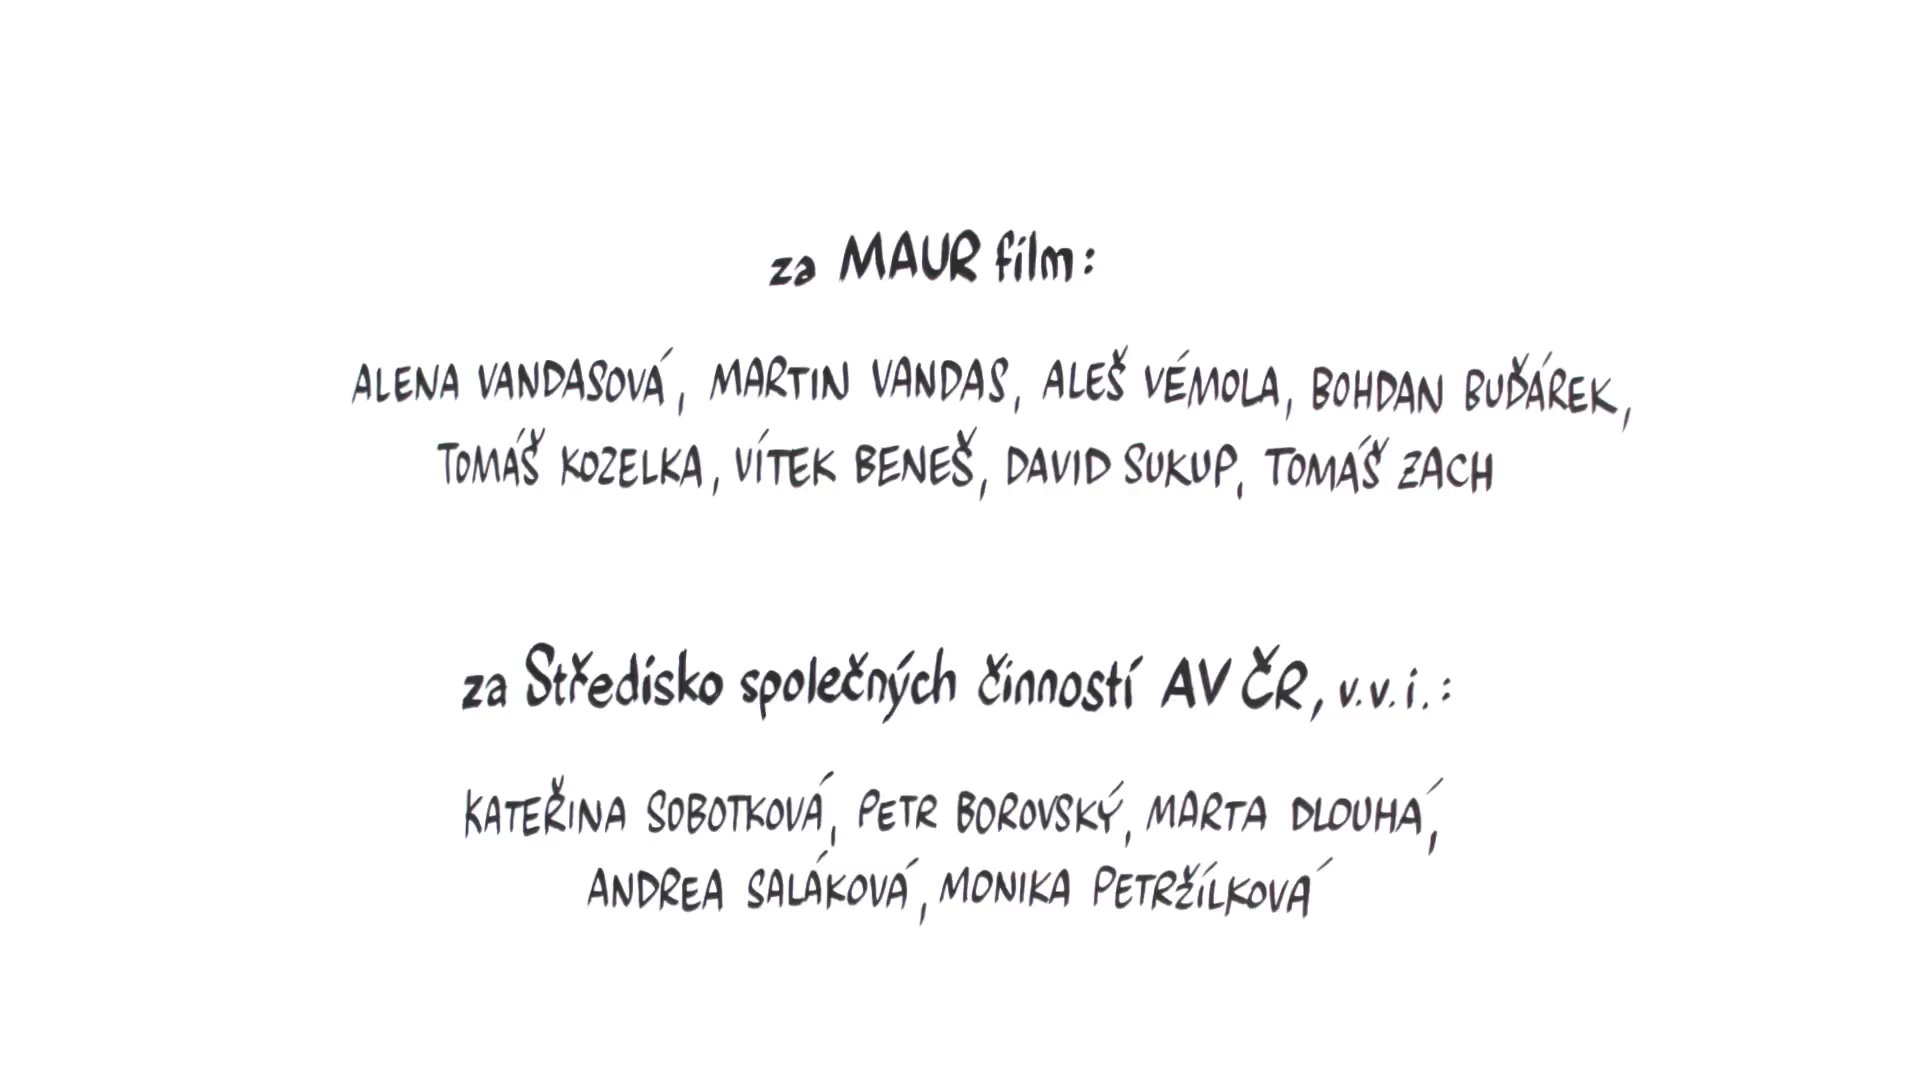 za MAUR film:
ALENA VANDASOVÁ, MARTIN VANDAS, ALEŠ VÉMOLA, BOHDAN BUĎÁREK,
TOMÁŠ KOZELKA, VÍTEK BENEŠ, DAVID SUKUP, TOMÁŠ ZACH
za Středisko společných činností AV ČR, v.v.i.:
KATEŘINA SOBOTKOVÁ, PETR BOROVSKÝ, MARTA DLOUHÁ,
ANDREA SALÁKOVÁ, MONIKA PETRŽÍLKOVÁ